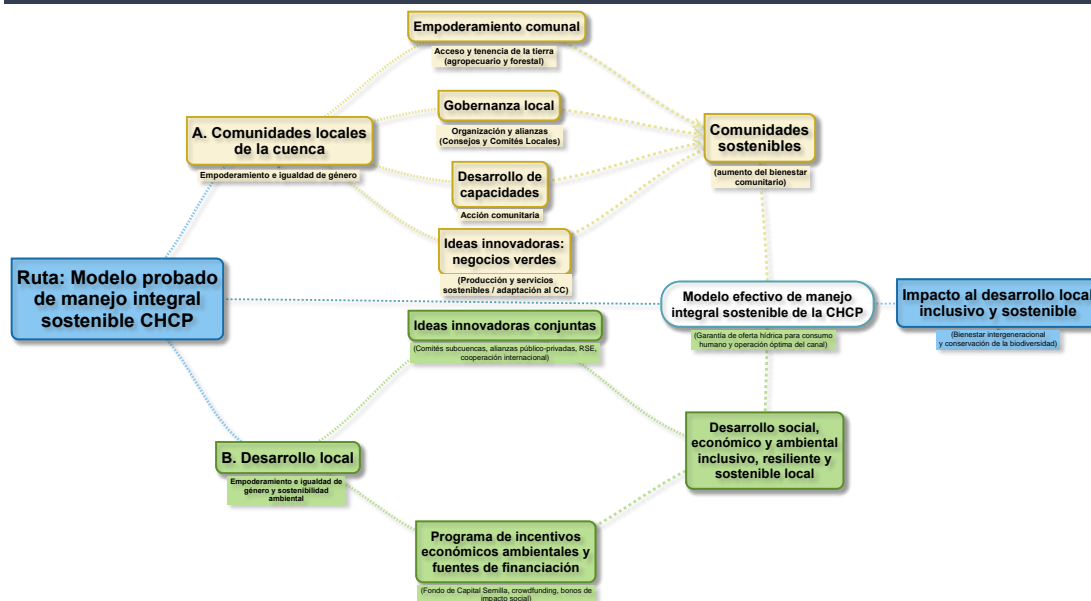 Empoderamiento comunal
Acceso y tenencia de la tierra
(agropecuario y forestal)
Gobernanza local
Organización y alianzas
(Consejos y Comités Locales)
A. Comunidades locales
de la cuenca
Empoderamiento e igualdad de género
Comunidades
sostenibles
(aumento del bienestar
comunitario)
Desarrollo de
capacidades
Acción comunitaria
Ideas innovadoras:
negocios verdes
(Producción y servicios
sostenibles / adaptación al CC)
Ruta: Modelo probado
de manejo integral
sostenible CHCP
Modelo efectivo de manejo
integral sostenible de la CHCP
(Garantía de oferta hídrica para consumo
humano y operación óptima del canal)
Impacto al desarrollo local
inclusivo y sostenible
(Bienestar intergeneracional
y conservación de la biodiversidad)
Ideas innovadoras conjuntas
(Comités subcuencas, alianzas público-privadas, RSE,
cooperación internacional)
B. Desarrollo local
Empoderamiento e igualdad de
género y sostenibilidad
ambiental
Desarrollo social,
económico y ambiental
inclusivo, resiliente y
sostenible local
Programa de incentivos
económicos ambientales y
fuentes de financiación
(Fondo de Capital Semilla, crowdfunding, bonos de
impacto social)